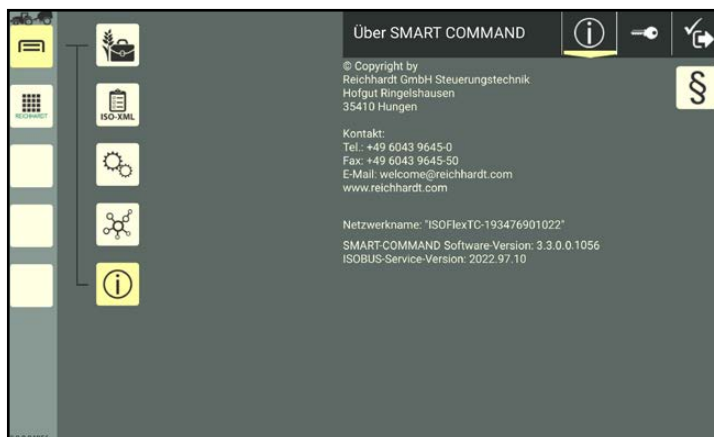 Über SMART COMMAND
REICHHARDT
ISO-XML
§
© Copyright by
Reichhardt GmbH Steuerungstechnik
Hofgut Ringelshausen
35410 Hungen
Kontakt:
Tel.: +49 6043 9645-0
Fax: +49 6043 9645-50
E-Mail: welcome@reichhardt.com
www.reichhardt.com
Netzwerkname: "ISOFlexTC-193476901022"
SMART-COMMAND Software-Version: 3.3.0.0.1056
ISOBUS-Service-Version: 2022.97.10